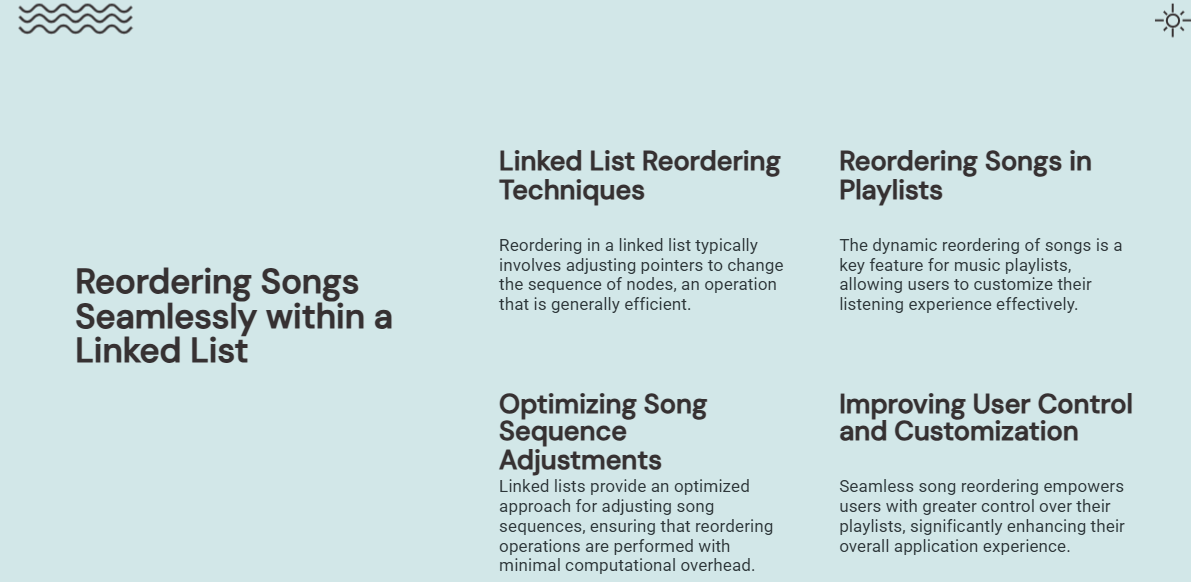 Reordering Songs
Seamlessly within a
Linked List
Linked List Reordering
Techniques
Reordering in a linked list typically
involves adjusting pointers to change
the sequence of nodes, an operation
that is generally efficient.
Reordering Songs in
Playlists
The dynamic reordering of songs is a
key feature for music playlists,
allowing users to customize their
listening experience effectively.
Optimizing Song
Sequence
Adjustments
Linked lists provide an optimized
approach for adjusting song
sequences, ensuring that reordering
operations are performed with
minimal computational overhead.
Improving User Control
and Customization
Seamless song reordering empowers
users with greater control over their
playlists, significantly enhancing their
overall application experience.